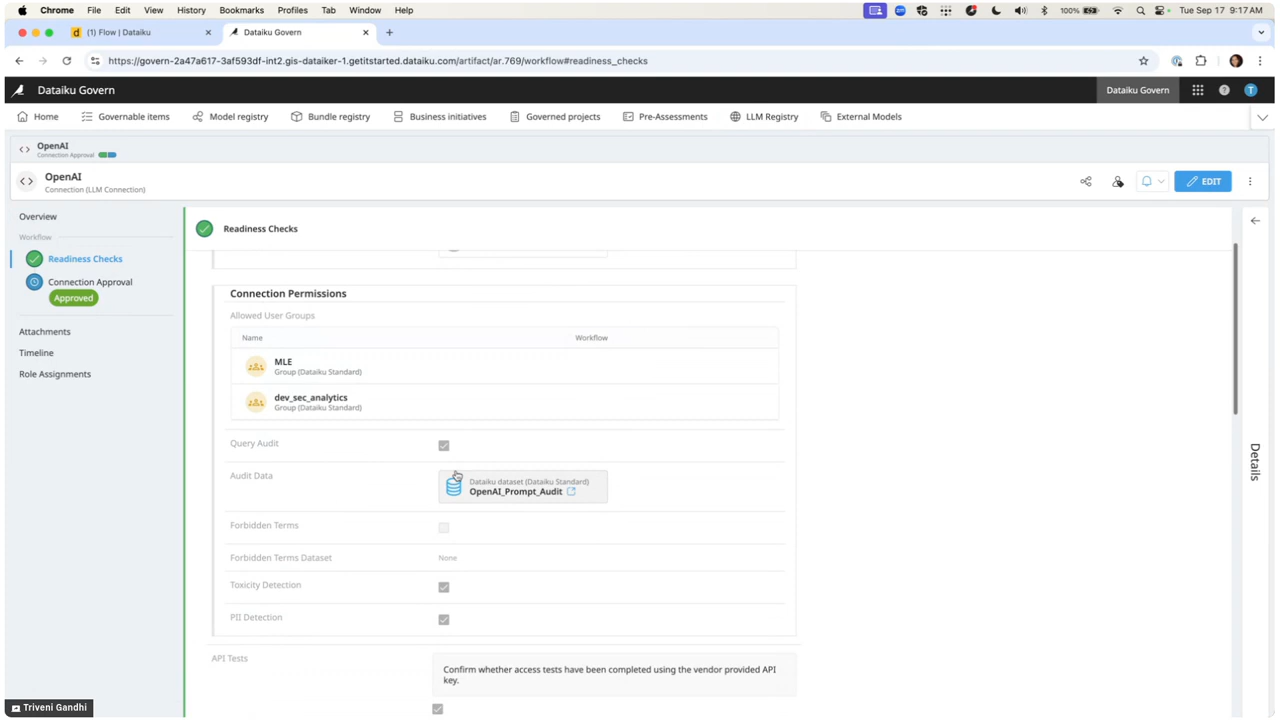 Chrome File Edit View History Bookmarks Profiles Tab Window Help 100% Tue Sep 17 9:17 AM
(1) Flow | Dataiku
Dataiku Govern
https://govern-2a47a617-3af593df-int2.gis-dataiker-1.getitstarted.dataiku.com/artifact/ar.769/workflow#readiness_checks
Dataiku Govern
Dataiku Govern
T
Home Governable items Model registry Bundle registry Business initiatives Governed projects Pre-Assessments LLM Registry External Models
OpenAI
Connection Approval
OpenAI
Connection (LLM Connection)
EDIT
Overview
Workflow
Readiness Checks
Connection Approval
Approved
Attachments
Timeline
Role Assignments
Readiness Checks
Connection Permissions
Allowed User Groups
Name Workflow
MLE
Group (Dataiku Standard)
dev_sec_analytics
Group (Dataiku Standard)
Query Audit
Audit Data
Dataiku dataset (Dataiku Standard)
OpenAI_Prompt_Audit
Forbidden Terms
Forbidden Terms Dataset None
Toxicity Detection
PII Detection
API Tests
Confirm whether access tests have been completed using the vendor provided API
key.
Details
Triveni Gandhi